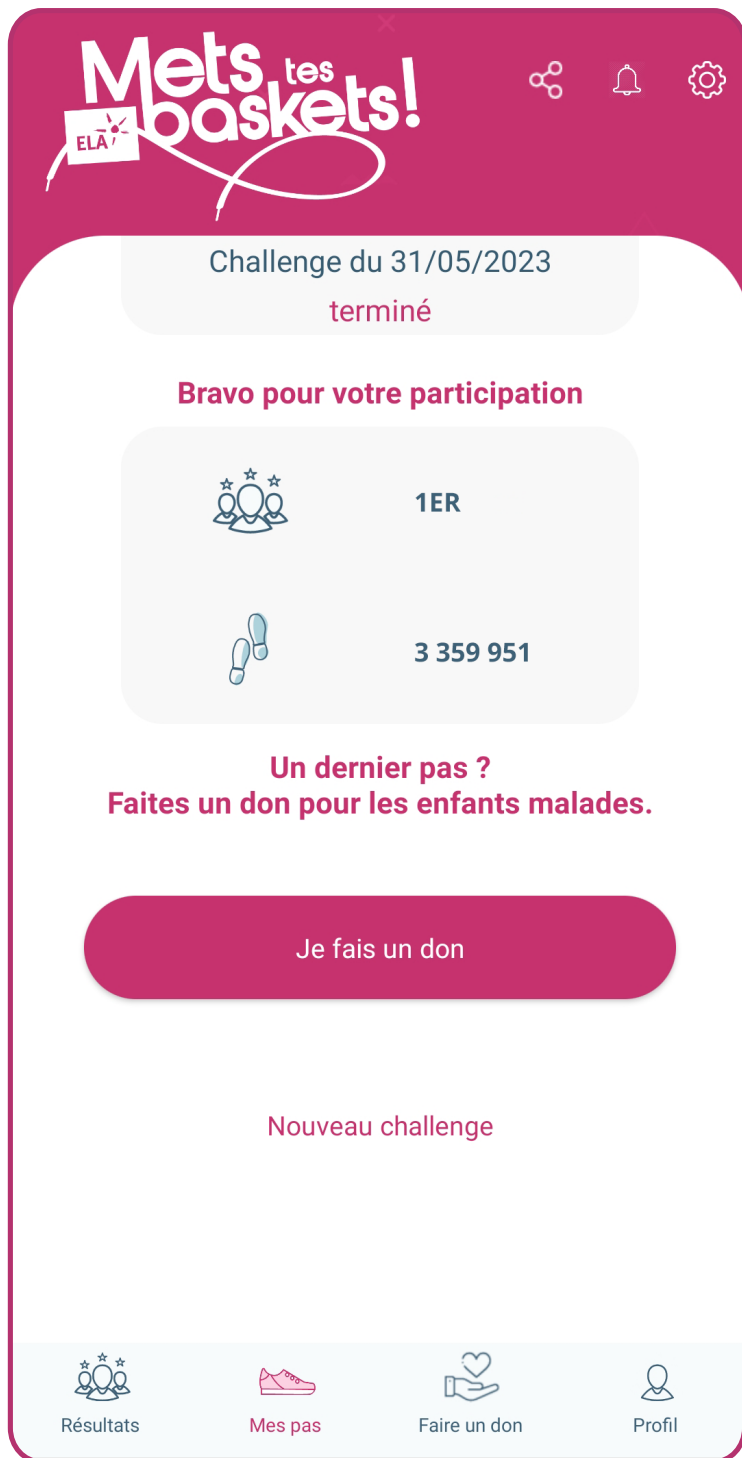 Mets tes
baskets!
ELA
Challenge du 31/05/2023
terminé
Bravo pour votre participation
1ER
3 359 951
Un dernier pas ?
Faites un don pour les enfants malades.
Je fais un don
Nouveau challenge
Résultats
Mes pas
Faire un don
Profil